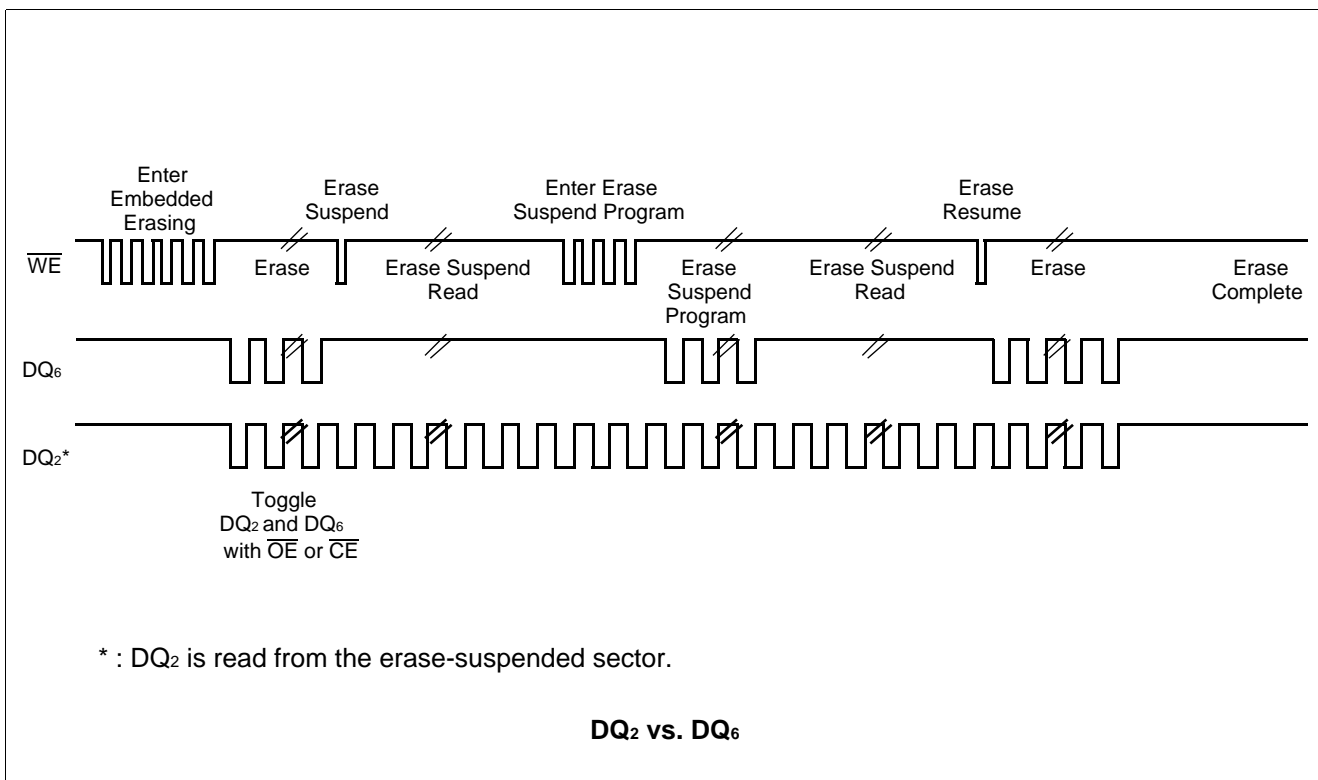 Enter
Embedded
Erasing
Erase
Suspend
Enter Erase
Suspend Program
Erase
Resume
WE
Erase
Erase Suspend
Read
Erase
Suspend
Program
Erase Suspend
Read
Erase
Erase
Complete
DQ6
DQ2*
Toggle
DQ2 and DQ6
with OE or CE
* : DQ2 is read from the erase-suspended sector.
DQ2 vs. DQ6